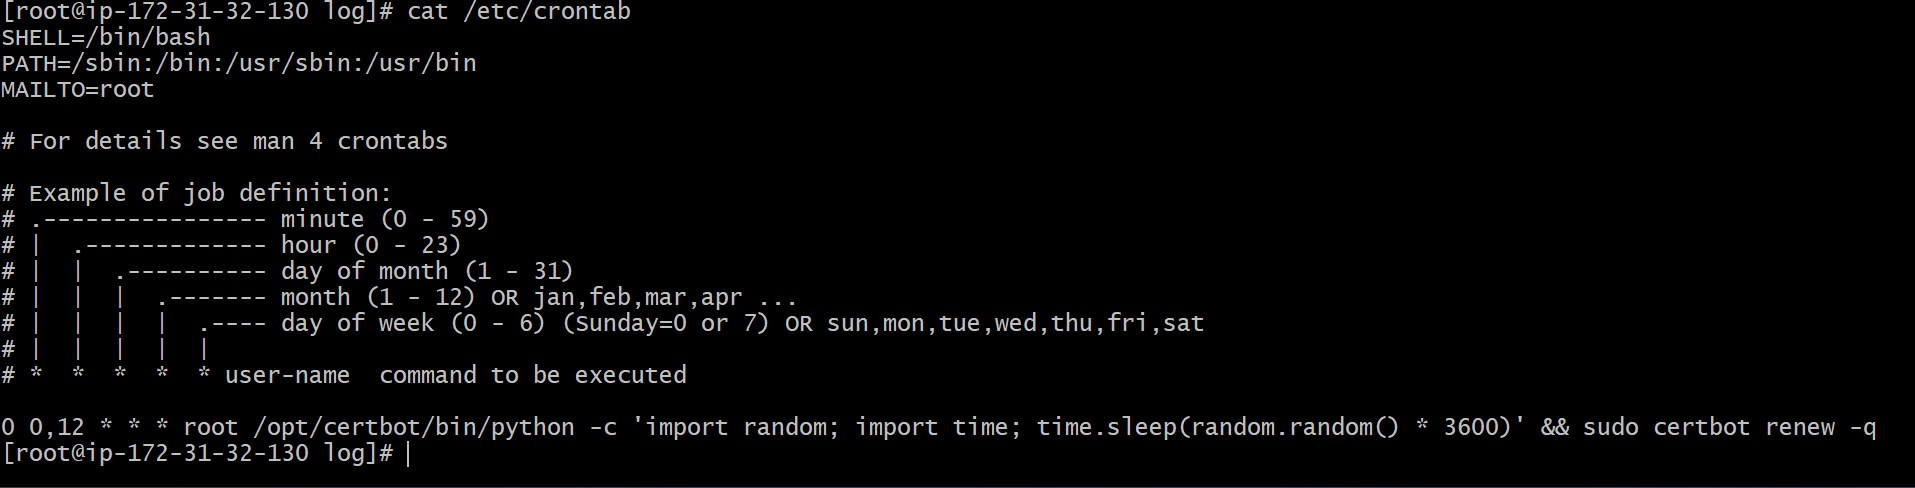 [root@ip-172-31-32-130 log]# cat /etc/crontab
SHELL=/bin/bash
PATH=/sbin:/bin:/usr/sbin:/usr/bin
MAILTO=root

# For details see man 4 crontabs

# Example of job definition:
# .---------------- minute (0 - 59)
# |  .------------- hour (0 - 23)
# |  |  .---------- day of month (1 - 31)
# |  |  |  .------- month (1 - 12) OR jan,feb,mar,apr ...
# |  |  |  |  .---- day of week (0 - 6) (Sunday=0 or 7) OR sun,mon,tue,wed,thu,fri,sat
# |  |  |  |  |
# *  *  *  *  * user-name  command to be executed

0 0,12 * * * root /opt/certbot/bin/python -c 'import random; import time; time.sleep(random.random() * 3600)' && sudo certbot renew -q
[root@ip-172-31-32-130 log]#